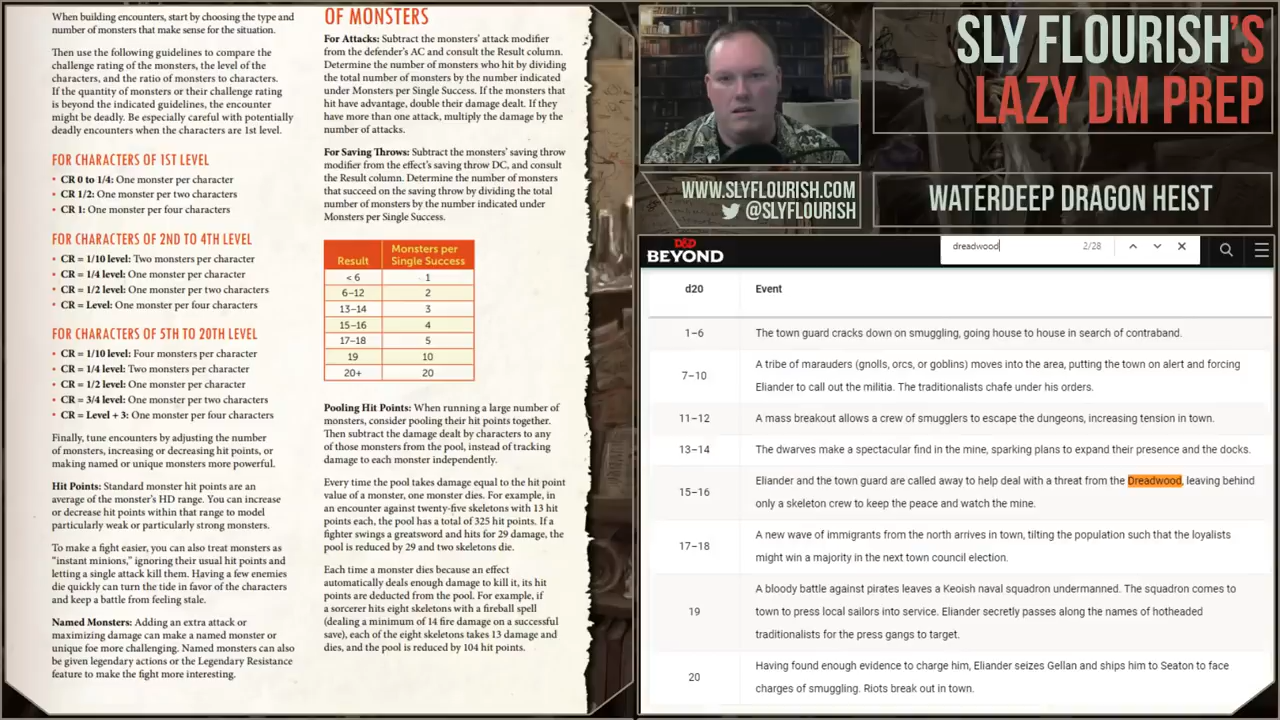 When building encounters, start by choosing the type and
number of monsters that make sense for the situation.
Then use the following guidelines to compare the
challenge rating of the monsters, the level of the
characters, and the ratio of monsters to characters.
If the quantity of monsters or their challenge rating
is beyond the indicated guidelines, the encounter
might be deadly. Be especially careful with potentially
deadly encounters when the characters are 1st level.
FOR CHARACTERS OF 1ST LEVEL
• CR 0 to 1/4: One monster per character
• CR 1/2: One monster per two characters
• CR 1: One monster per four characters
FOR CHARACTERS OF 2ND TO 4TH LEVEL
• CR = 1/10 level: Two monsters per character
• CR = 1/4 level: One monster per character
• CR = 1/2 level: One monster per two characters
• CR = Level: One monster per four characters
FOR CHARACTERS OF 5TH TO 20TH LEVEL
• CR = 1/10 level: Four monsters per character
• CR = 1/4 level: Two monsters per character
• CR = 1/2 level: One monster per character
• CR = 3/4 level: One monster per two characters
• CR = Level + 3: One monster per four characters
Finally, tune encounters by adjusting the number
of monsters, increasing or decreasing hit points, or
making named or unique monsters more powerful.
Hit Points: Standard monster hit points are an
average of the monster's HD range. You can increase
or decrease hit points within that range to model
particularly weak or particularly strong monsters.
To make a fight easier, you can also treat monsters as
"instant minions," ignoring their usual hit points and
letting a single attack kill them. Having a few enemies
die quickly can turn the tide in favor of the characters
and keep a battle from feeling stale.
Named Monsters: Adding an extra attack or
maximizing damage can make a named monster or
unique foe more challenging. Named monsters can also
be given legendary actions or the Legendary Resistance
feature to make the fight more interesting.
OF MONSTERS
For Attacks: Subtract the monsters' attack modifier
from the defender's AC and consult the Result column.
Determine the number of monsters who hit by dividing
the total number of monsters by the number indicated
under Monsters per Single Success. If the monsters
that hit have advantage, double their damage dealt. If they
have more than one attack, multiply the damage by the
number of attacks.
For Saving Throws: Subtract the monsters' saving throw
modifier from the effect's saving throw DC, and consult
the Result column. Determine the number of monsters
that succeed on the saving throw by dividing the total
number of monsters by the number indicated under
Monsters per Single Success.
Result Monsters per Single Success
< 6 1
6–12 2
13–14 3
15–16 4
17–18 5
19 10
20+ 20
Pooling Hit Points: When running a large number of
monsters, consider pooling their hit points together.
Then subtract the damage dealt by characters to any
of those monsters from the pool, instead of tracking
damage to each monster independently.
Every time the pool takes damage equal to the hit point
value of a monster, one monster dies. For example, in
an encounter against twenty-five skeletons with 13 hit
points each, the pool has a total of 325 hit points. If a
fighter swings a greatsword and hits for 29 damage, the
pool is reduced by 29 and two skeletons die.
Each time a monster dies because an effect
automatically deals enough damage to kill it, its hit
points are deducted from the pool. For example, if
a sorcerer hits eight skeletons with a fireball spell
(dealing a minimum of 14 fire damage on a successful
save), each of the eight skeletons takes 13 damage and
dies, and the pool is reduced by 104 hit points.
SLY FLOURISH'S
LAZY DM PREP
WWW.SLYFLOURISH.COM
@SLYFLOURISH
WATERDEEP DRAGON HEIST
D&D
BEYOND
dreadwood 2/28
d20 Event
1–6 The town guard cracks down on smuggling, going house to house in search of contraband.
7–10 A tribe of marauders (gnolls, orcs, or goblins) moves into the area, putting the town on alert and forcing
Eliander to call out the militia. The traditionalists chafe under his orders.
11–12 A mass breakout allows a crew of smugglers to escape the dungeons, increasing tension in town.
13–14 The dwarves make a spectacular find in the mine, sparking plans to expand their presence and the docks.
15–16 Eliander and the town guard are called away to help deal with a threat from the Dreadwood, leaving behind
only a skeleton crew to keep the peace and watch the mine.
17–18 A new wave of immigrants from the north arrives in town, tilting the population such that the loyalists
might win a majority in the next town council election.
19 A bloody battle against pirates leaves a Keoish naval squadron undermanned. The squadron comes to
town to press local sailors into service. Eliander secretly passes along the names of hotheaded
traditionalists for the press gangs to target.
20 Having found enough evidence to charge him, Eliander seizes Gellan and ships him to Seaton to face
charges of smuggling. Riots break out in town.